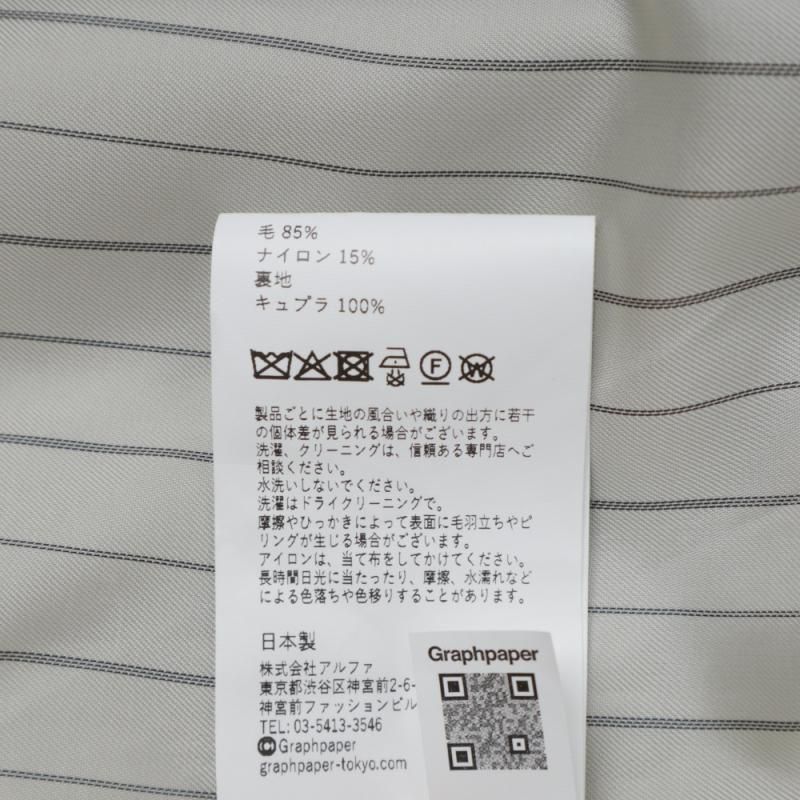 毛 85%
ナイロン 15%
裏地
キュプラ 100%
F
W
製品ごとに生地の風合いや織りの出方に若干
の個体差が見られる場合がございます。
洗濯、クリーニングは、信頼ある専門店へご
相談ください。
水洗いしないでください。
洗濯はドライクリーニングで。
摩擦やひっかきによって表面に毛羽立ちやピ
リングが生じる場合がございます。
アイロンは、当て布をしてかけてください。
長時間日光に当たったり、摩擦、水濡れなど
による色落ちや色移りすることがあります。
日本製
株式会社アルファ
東京都渋谷区神宮前2-6-
神宮前ファッションビル
TEL: 03-5413-3546
Graphpaper
graphpaper-tokyo.com
Graphpaper